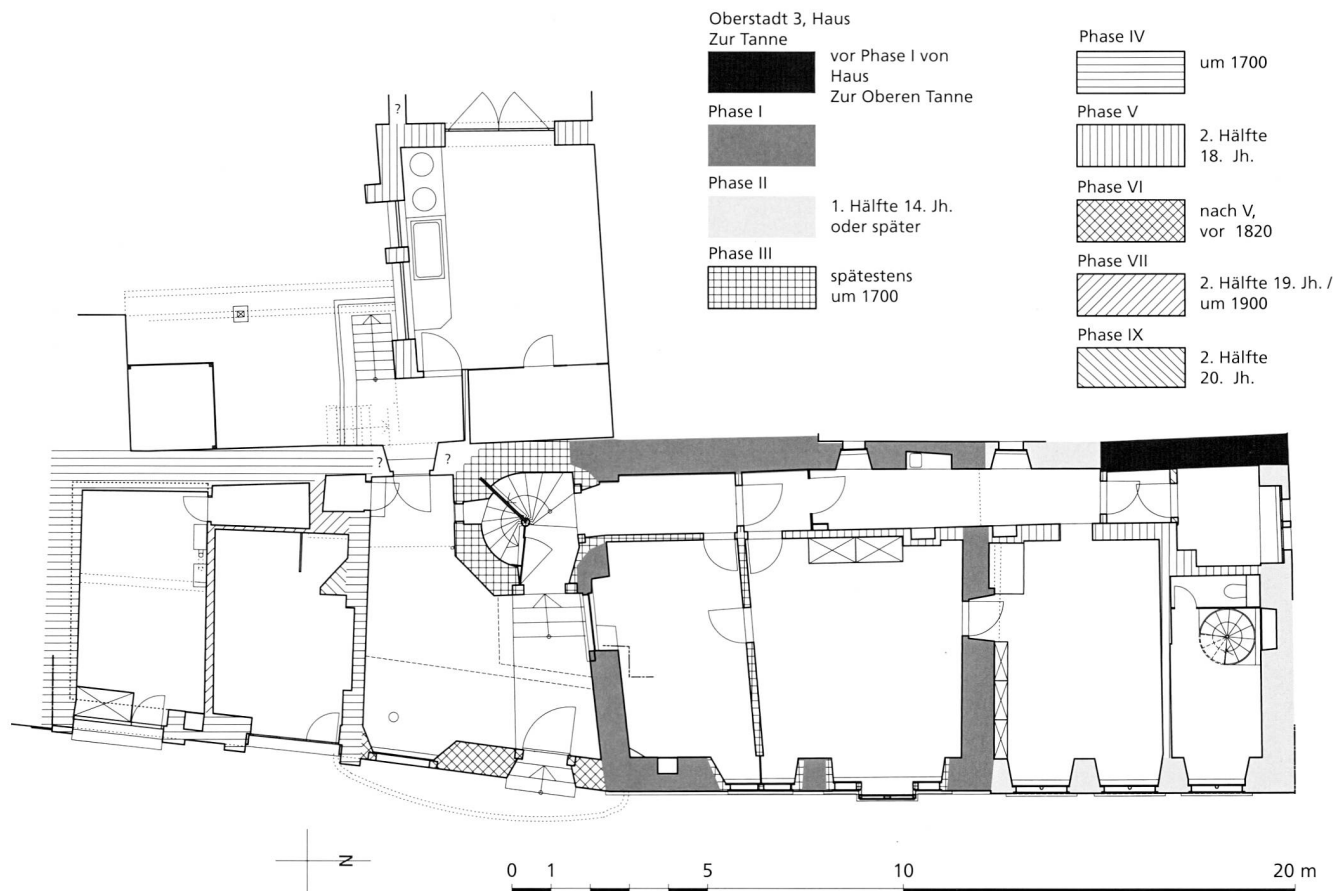 Oberstadt 3, Haus
Zur Tanne
vor Phase I von
Haus
Zur Oberen Tanne
Phase I
Phase II
1. Hälfte 14. Jh.
oder später
Phase III
spätestens
um 1700
Phase IV
um 1700
Phase V
2. Hälfte
18. Jh.
Phase VI
nach V,
vor 1820
Phase VII
2. Hälfte 19. Jh. /
um 1900
Phase IX
2. Hälfte
20. Jh.
?
? ?
N
0 1 5 10 20 m